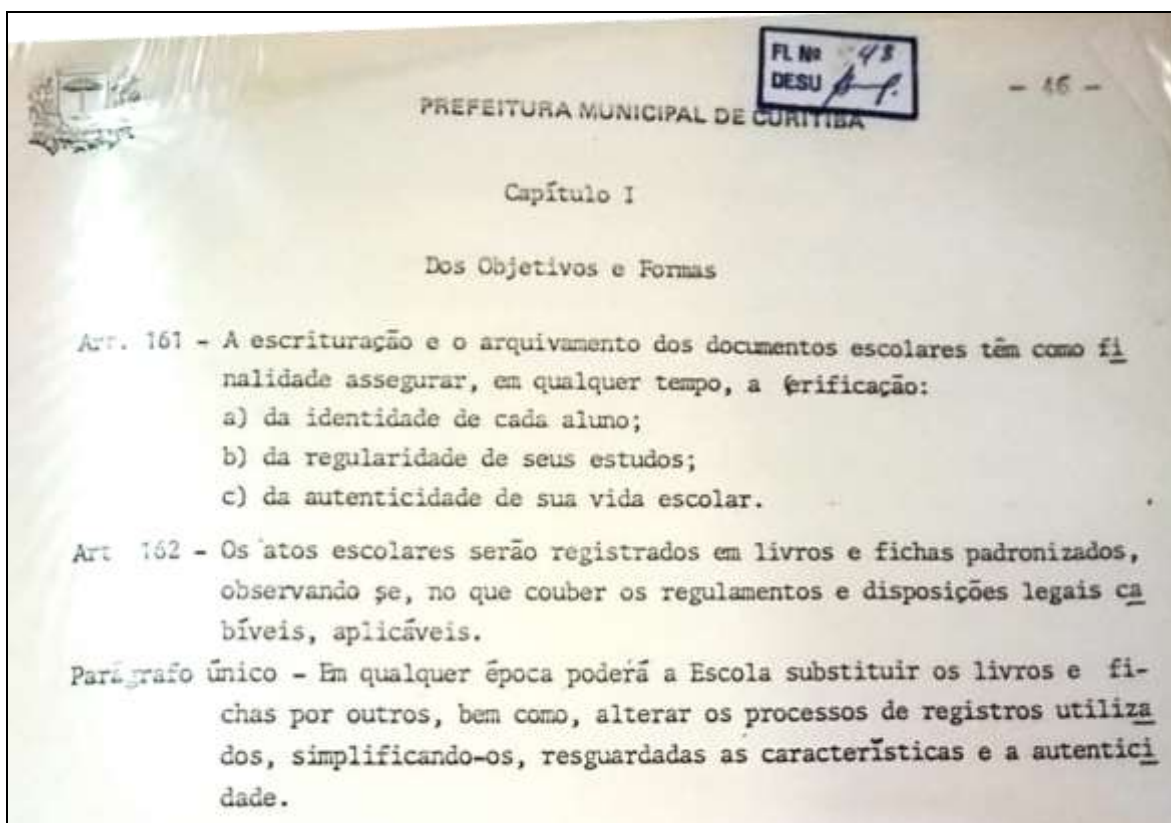 FL Nº 48
DESU
- 46 -
PREFEITURA MUNICIPAL DE CURITIBA
Capítulo I
Dos Objetivos e Formas
Art. 161 - A escrituração e o arquivamento dos documentos escolares têm como fi
nalidade assegurar, em qualquer tempo, a erificação:
a) da identidade de cada aluno;
b) da regularidade de seus estudos;
c) da autenticidade de sua vida escolar.
Art 162 - Os atos escolares serão registrados em livros e fichas padronizados,
observando se, no que couber os regulamentos e disposições legais ca
bíveis, aplicáveis.
Parágrafo único - Em qualquer época poderá a Escola substituir os livros e fi-
chas por outros, bem como, alterar os processos de registros utiliza
dos, simplificando-os, resguardadas as características e a autentici
dade.